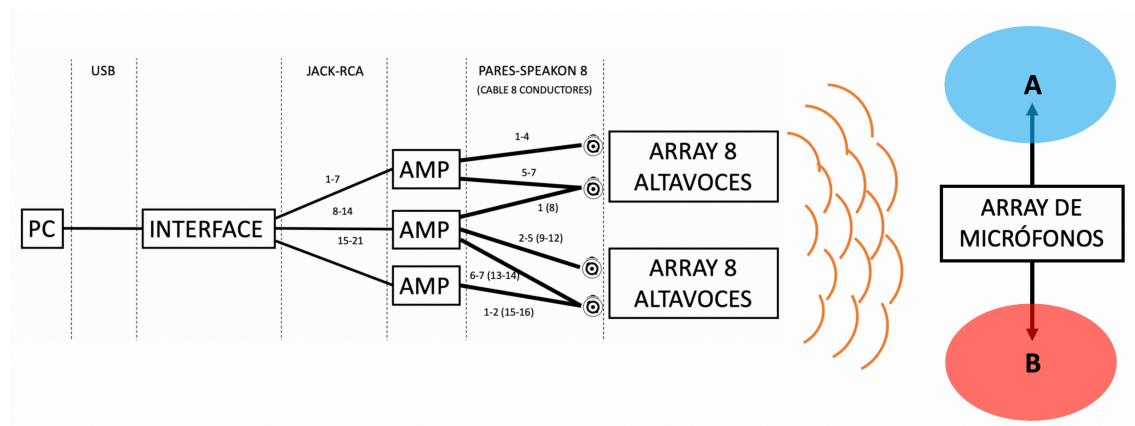 USB
JACK-RCA
PARES-SPEAKON 8
(CABLE 8 CONDUCTORES)
PC
INTERFACE
1-7
8-14
15-21
AMP
AMP
AMP
1-4
5-7
1 (8)
2-5 (9-12)
6-7 (13-14)
1-2 (15-16)
ARRAY 8
ALTAVOCES
ARRAY 8
ALTAVOCES
A
ARRAY DE
MICRÓFONOS
B